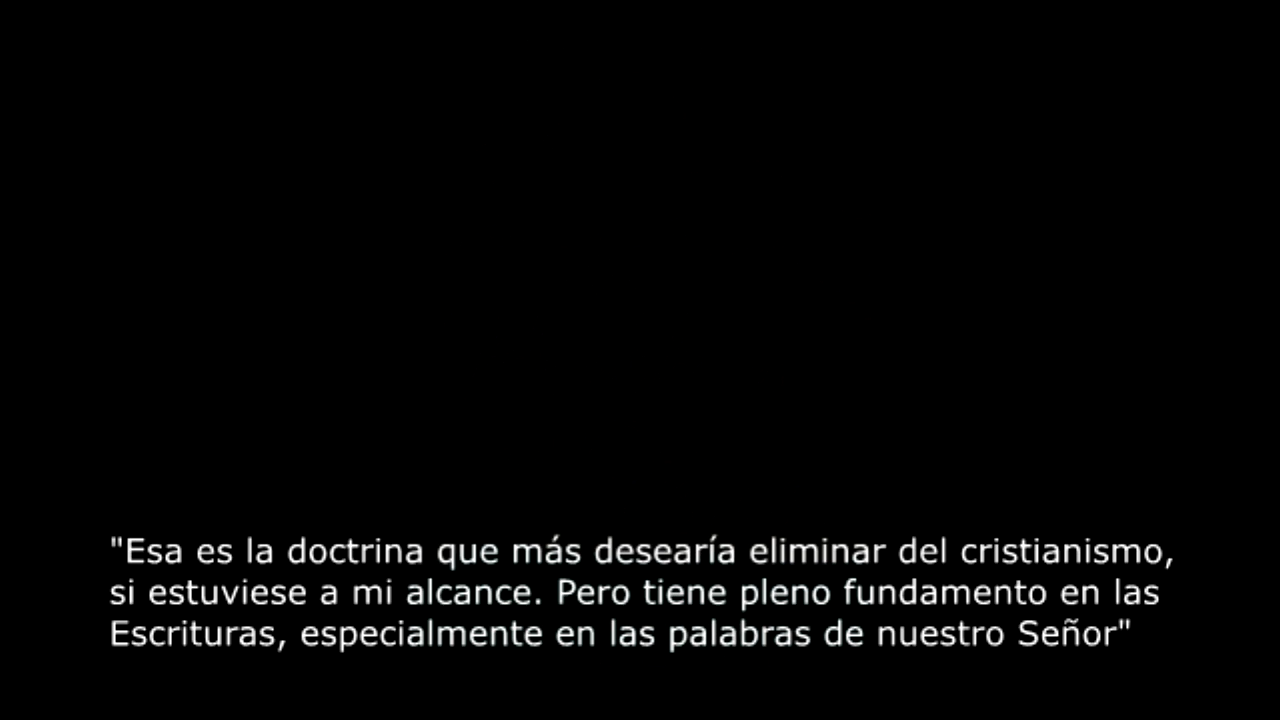 "Esa es la doctrina que más desearía eliminar del cristianismo,
si estuviese a mi alcance. Pero tiene pleno fundamento en las
Escrituras, especialmente en las palabras de nuestro Señor"